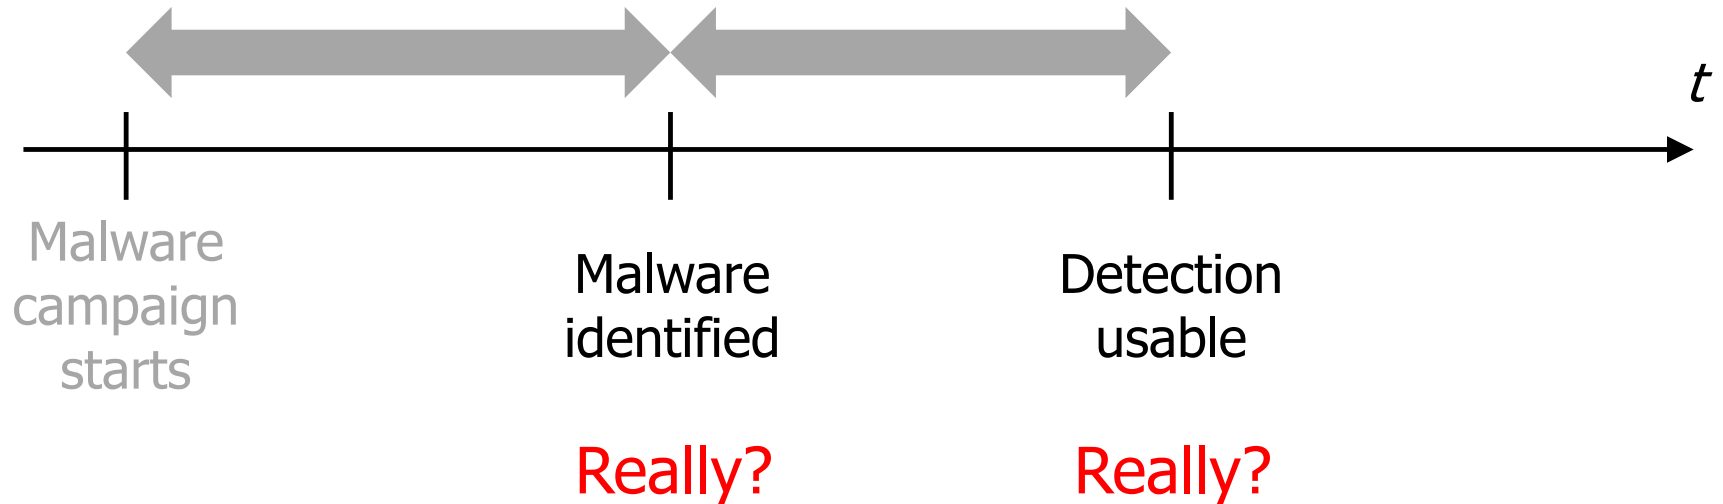 t
Malware
campaign
starts
Malware
identified
Detection
usable
Really?
Really?